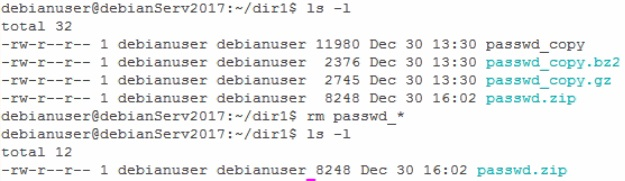 debianuser@debianServ2017:~/dir1$ ls -l
total 32
-rw-r--r-- 1 debianuser debianuser 11980 Dec 30 13:30 passwd_copy
-rw-r--r-- 1 debianuser debianuser  2376 Dec 30 13:30 passwd_copy.bz2
-rw-r--r-- 1 debianuser debianuser  2745 Dec 30 13:30 passwd_copy.gz
-rw-r--r-- 1 debianuser debianuser  8248 Dec 30 16:02 passwd.zip
debianuser@debianServ2017:~/dir1$ rm passwd_*
debianuser@debianServ2017:~/dir1$ ls -l
total 12
-rw-r--r-- 1 debianuser debianuser 8248 Dec 30 16:02 passwd.zip